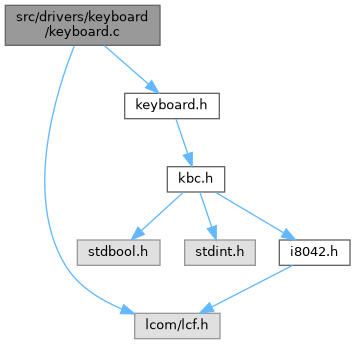 src/drivers/keyboard
/keyboard.c
keyboard.h
kbc.h
stdbool.h
stdint.h
i8042.h
lcom/lcf.h